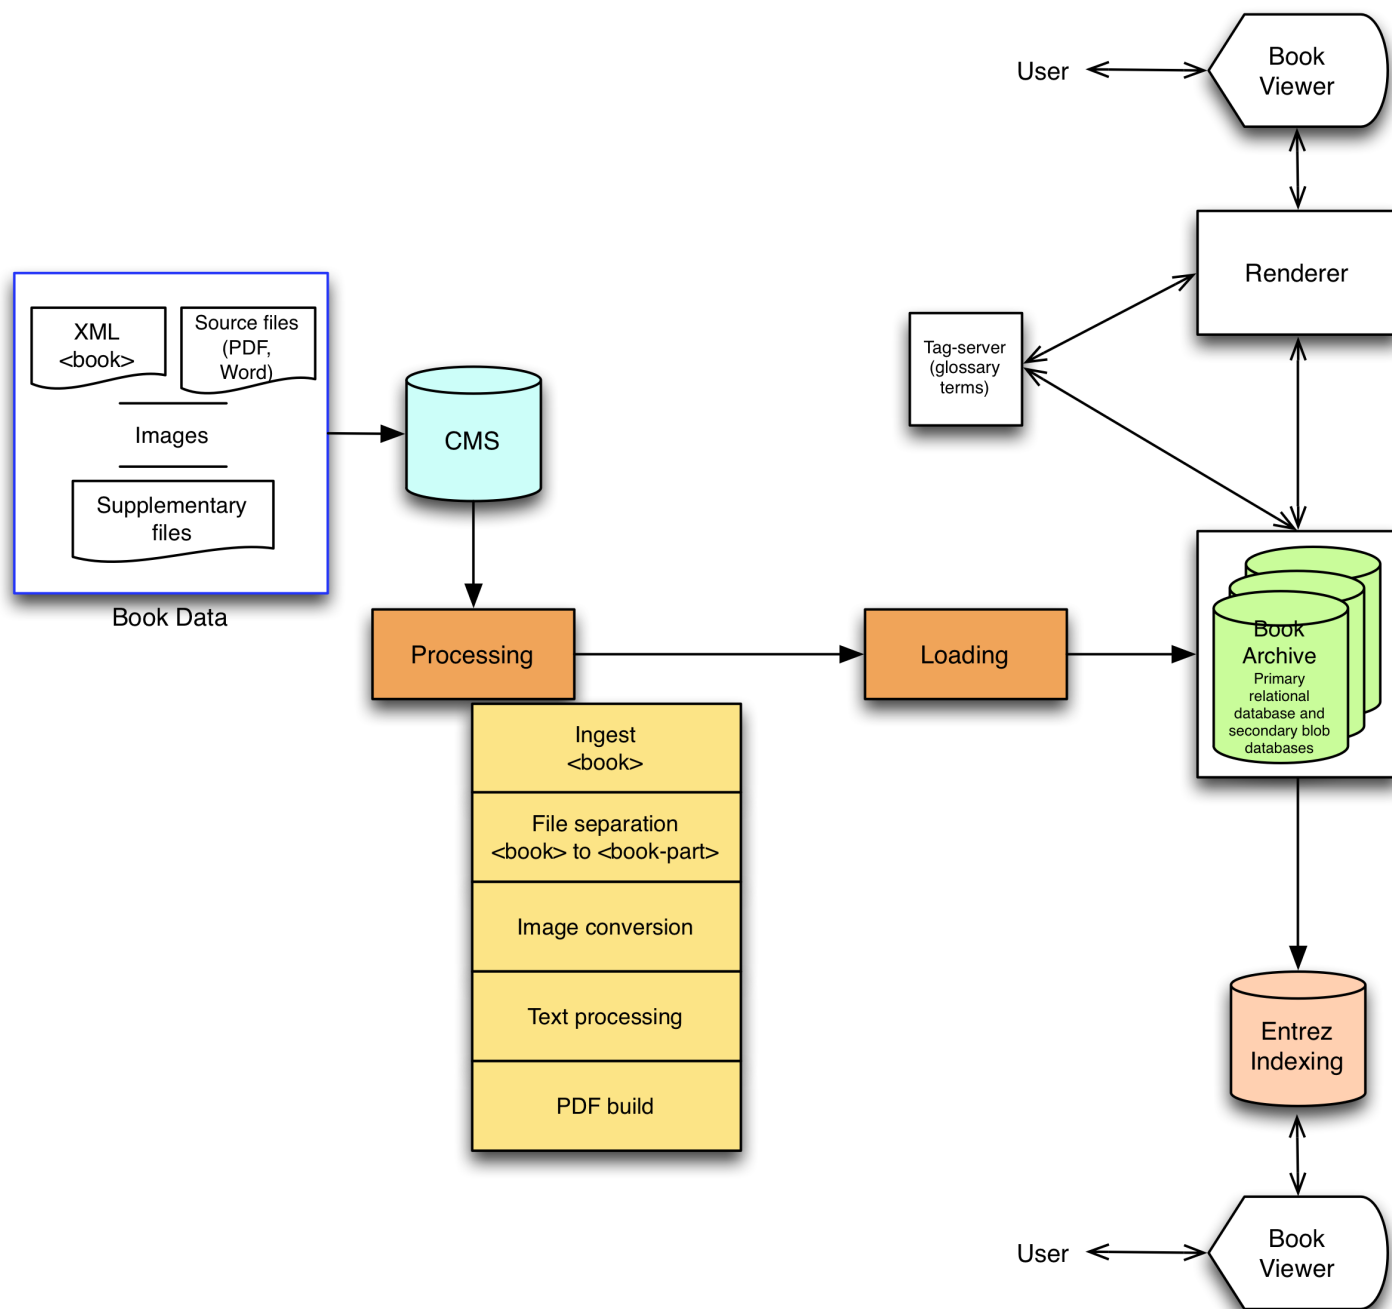 User
Book
Viewer
Renderer
XML
<book>
Source files
(PDF,
Word)
Images
Supplementary
files
Book Data
CMS
Tag-server
(glossary
terms)
Processing
Loading
Book
Archive
Primary
relational
database and
secondary blob
databases
Ingest
<book>
File separation
<book> to <book-part>
Image conversion
Text processing
PDF build
Entrez
Indexing
User
Book
Viewer